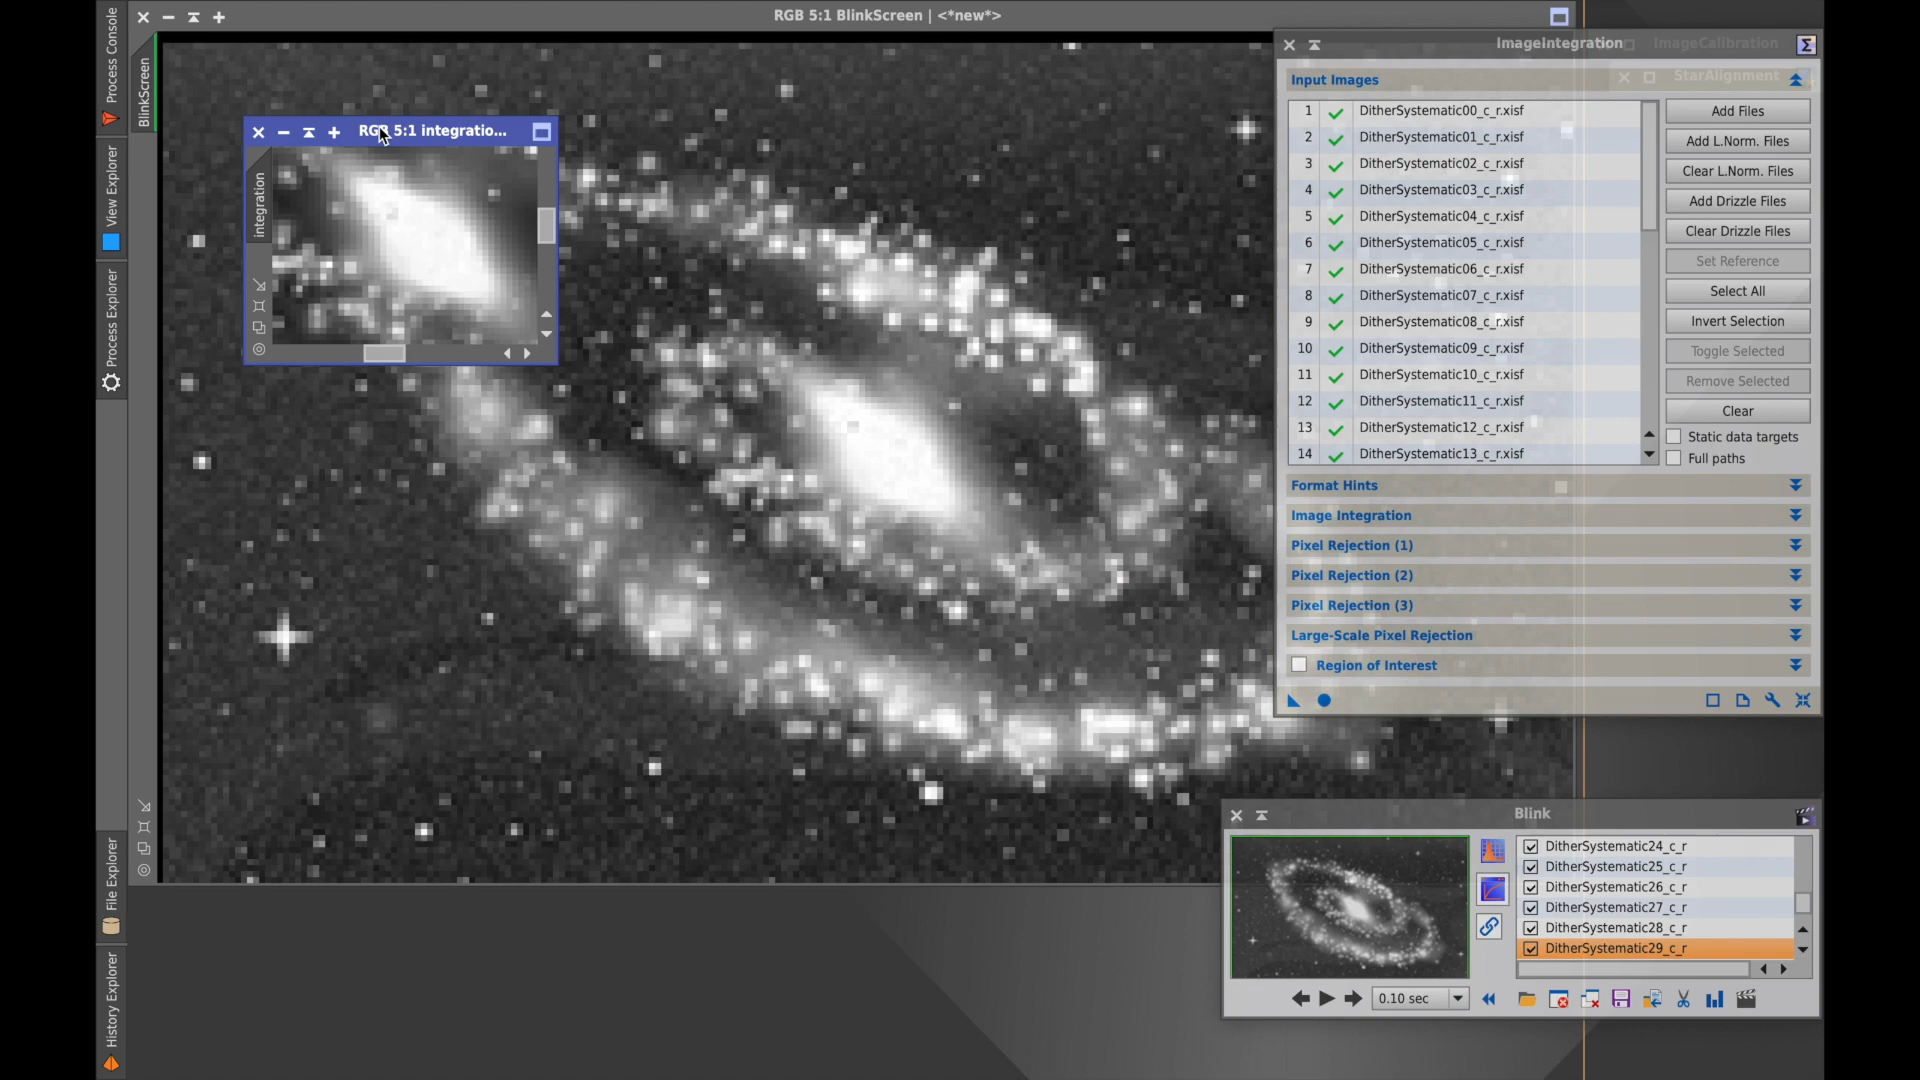 RGB 5:1 BlinkScreen | <*new*>
Process Console
View Explorer
Process Explorer
File Explorer
History Explorer
BlinkScreen
RGB 5:1 integratio...
integration
ImageIntegration
ImageCalibration
StarAlignment
Input Images
1 DitherSystematic00_c_r.xisf
2 DitherSystematic01_c_r.xisf
3 DitherSystematic02_c_r.xisf
4 DitherSystematic03_c_r.xisf
5 DitherSystematic04_c_r.xisf
6 DitherSystematic05_c_r.xisf
7 DitherSystematic06_c_r.xisf
8 DitherSystematic07_c_r.xisf
9 DitherSystematic08_c_r.xisf
10 DitherSystematic09_c_r.xisf
11 DitherSystematic10_c_r.xisf
12 DitherSystematic11_c_r.xisf
13 DitherSystematic12_c_r.xisf
14 DitherSystematic13_c_r.xisf
Add Files
Add L.Norm. Files
Clear L.Norm. Files
Add Drizzle Files
Clear Drizzle Files
Set Reference
Select All
Invert Selection
Toggle Selected
Remove Selected
Clear
Static data targets
Full paths
Format Hints
Image Integration
Pixel Rejection (1)
Pixel Rejection (2)
Pixel Rejection (3)
Large-Scale Pixel Rejection
Region of Interest
Blink
DitherSystematic24_c_r
DitherSystematic25_c_r
DitherSystematic26_c_r
DitherSystematic27_c_r
DitherSystematic28_c_r
DitherSystematic29_c_r
0.10 sec